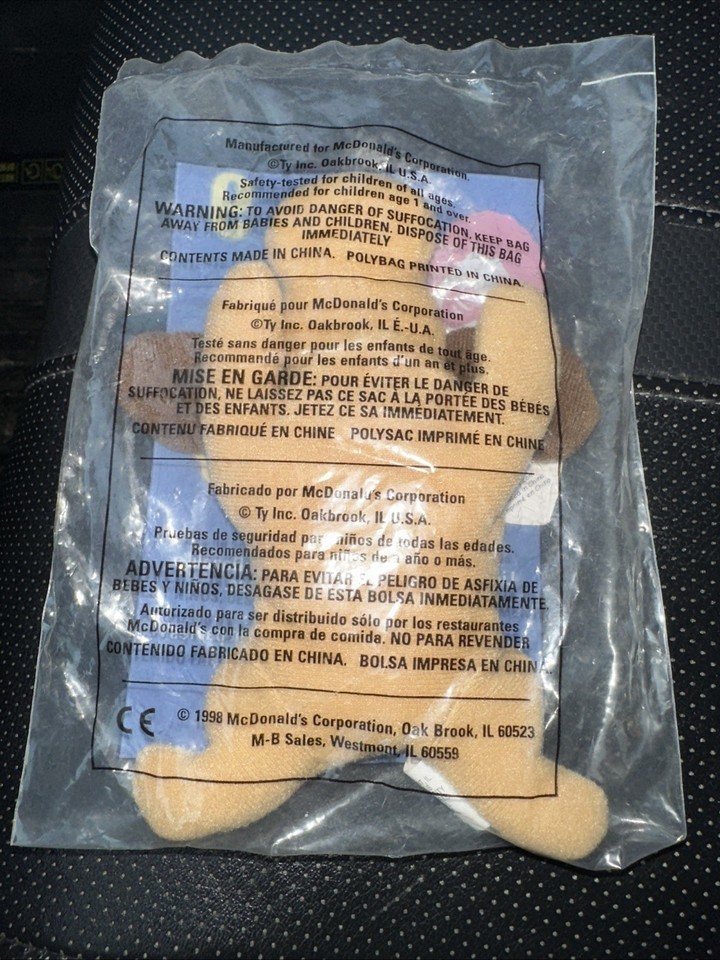 Manufactured for McDonald's Corporation.
©Ty Inc. Oakbrook, IL U.S.A.
Safety-tested for children of all ages.
Recommended for children age 1 and over.
WARNING: TO AVOID DANGER OF SUFFOCATION, KEEP BAG
AWAY FROM BABIES AND CHILDREN. DISPOSE OF THIS BAG
IMMEDIATELY
CONTENTS MADE IN CHINA. POLYBAG PRINTED IN CHINA.
Fabriqué pour McDonald's Corporation
©Ty Inc. Oakbrook, IL É.-U.A.
Testé sans danger pour les enfants de tout âge.
Recommandé pour les enfants d'un an et plus.
MISE EN GARDE: POUR ÉVITER LE DANGER DE
SUFFOCATION, NE LAISSEZ PAS CE SAC À LA PORTÉE DES BÉBÉS
ET DES ENFANTS. JETEZ CE SA IMMÉDIATEMENT.
CONTENU FABRIQUÉ EN CHINE POLYSAC IMPRIMÉ EN CHINE
Fabricado por McDonald's Corporation
© Ty Inc. Oakbrook, IL U.S.A.
Pruebas de seguridad par niños de todas las edades.
Recomendados para niños de 1 año o más.
ADVERTENCIA: PARA EVITAR EL PELIGRO DE ASFIXIA DE
BEBES Y NIÑOS, DESAGASE DE ESTA BOLSA INMEDIATAMENTE.
Autorizado para ser distribuido sólo por los restaurantes
McDonald's con la compra de comida. NO PARA REVENDER
CONTENIDO FABRICADO EN CHINA. BOLSA IMPRESA EN CHINA.
CE © 1998 McDonald's Corporation, Oak Brook, IL 60523
M-B Sales, Westmont, IL 60559